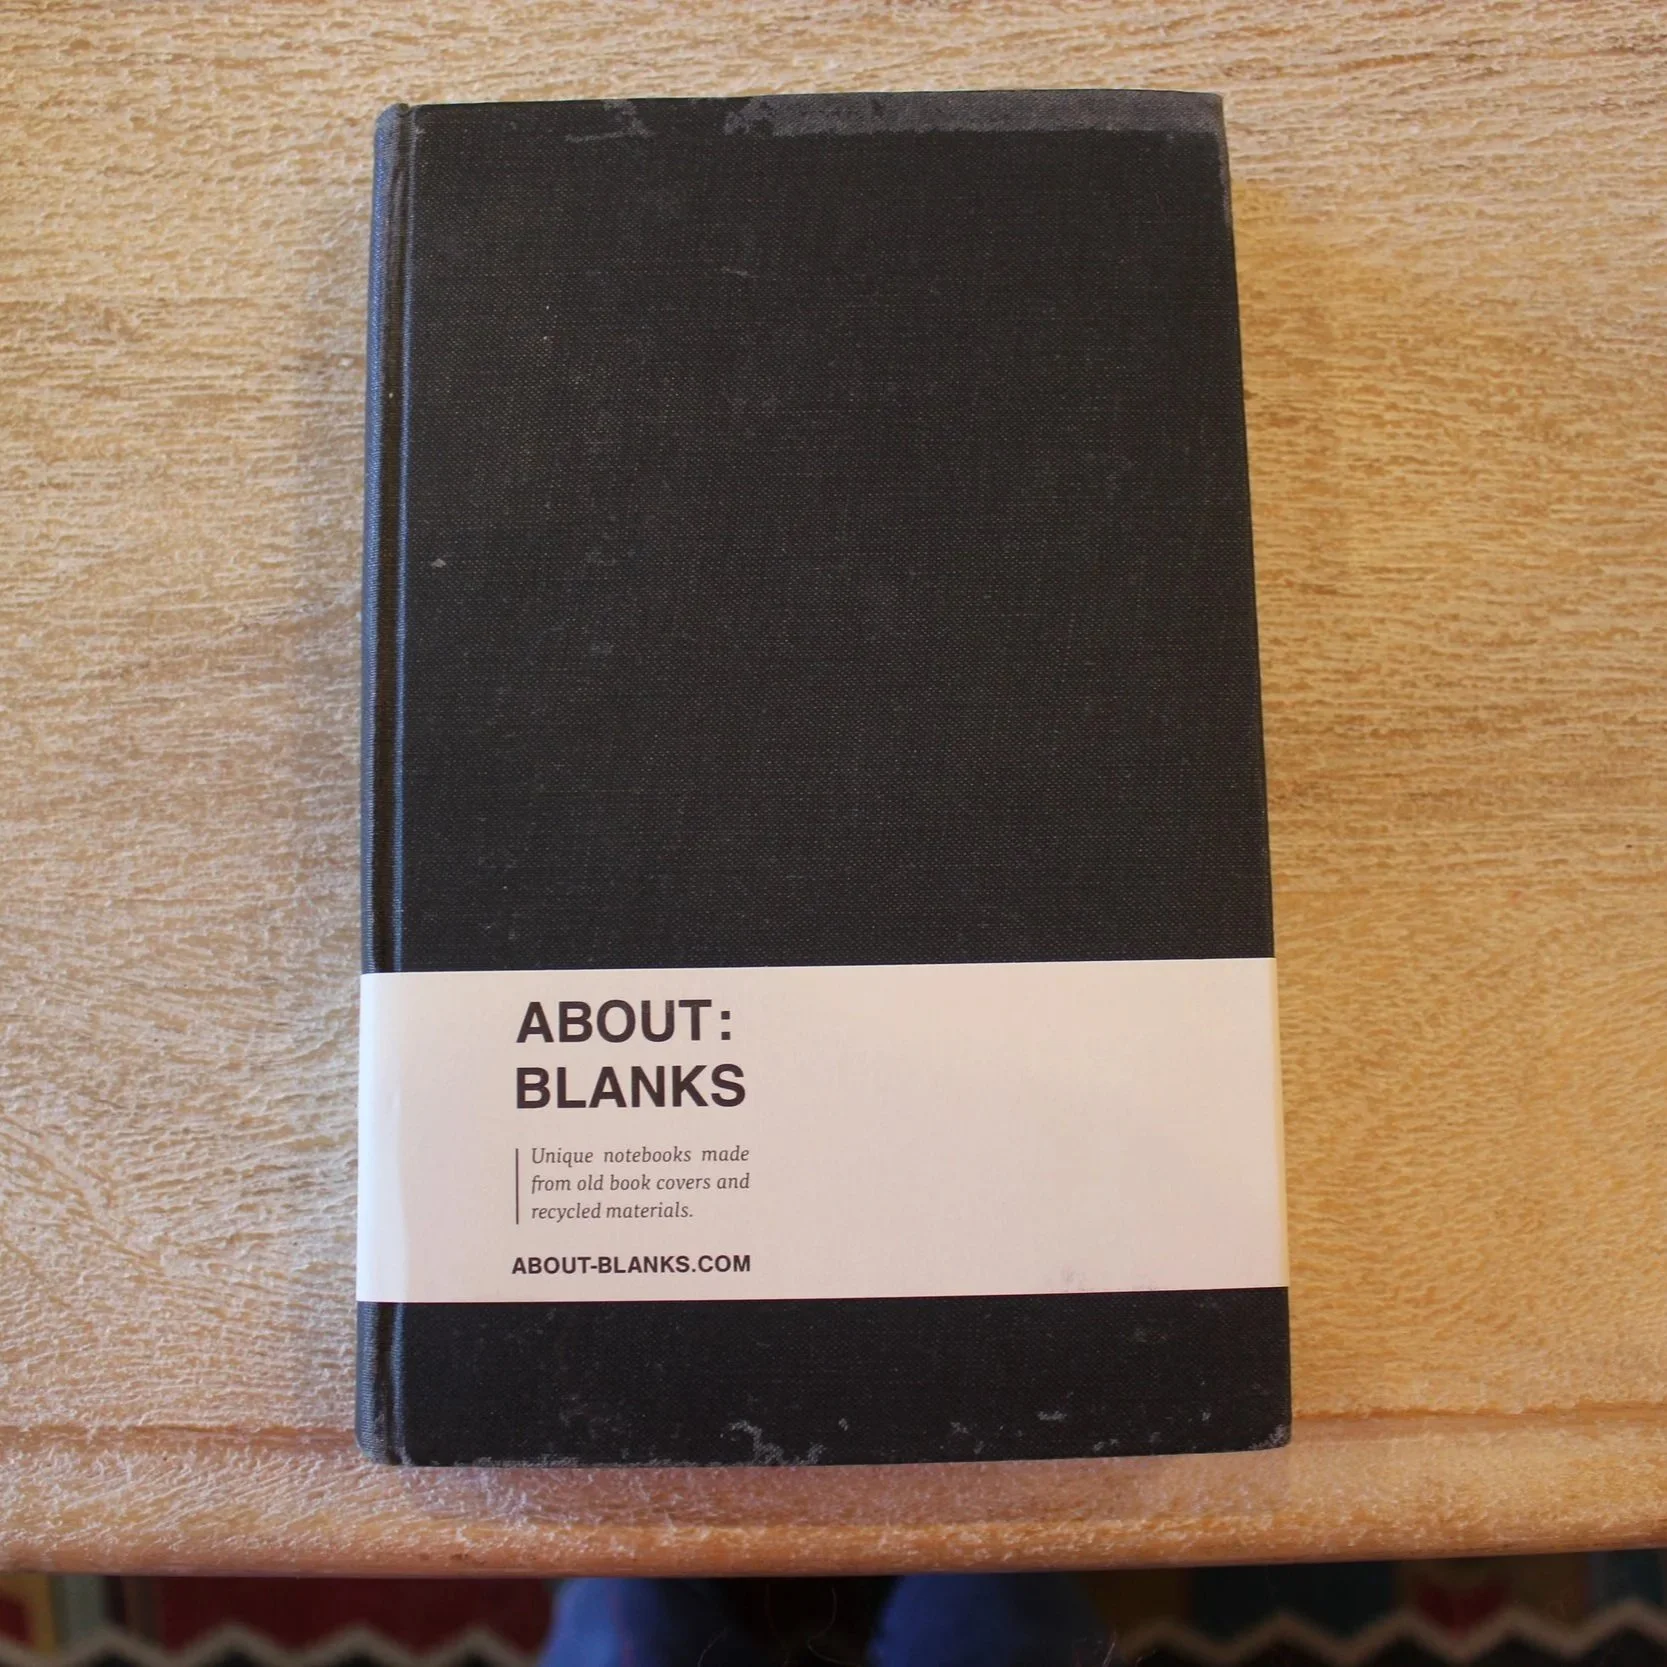 ABOUT:
BLANKS
Unique notebooks made
from old book covers and
recycled materials.
ABOUT-BLANKS.COM